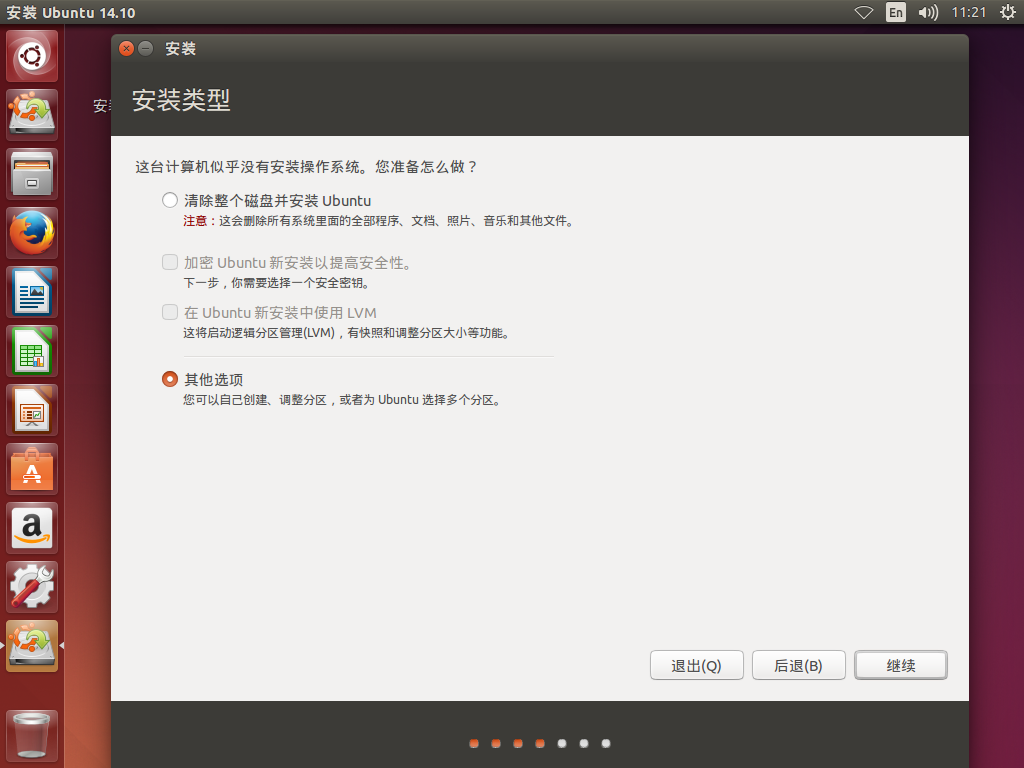 安装 Ubuntu 14.10
En
11:21
安装
安装类型
这台计算机似乎没有安装操作系统。您准备怎么做？
清除整个磁盘并安装 Ubuntu
注意：这会删除所有系统里面的全部程序、文档、照片、音乐和其他文件。
加密 Ubuntu 新安装以提高安全性。
下一步，你需要选择一个安全密钥。
在 Ubuntu 新安装中使用 LVM
这将启动逻辑分区管理(LVM)，有快照和调整分区大小等功能。
其他选项
您可以自己创建、调整分区，或者为 Ubuntu 选择多个分区。
退出(Q)
后退(B)
继续